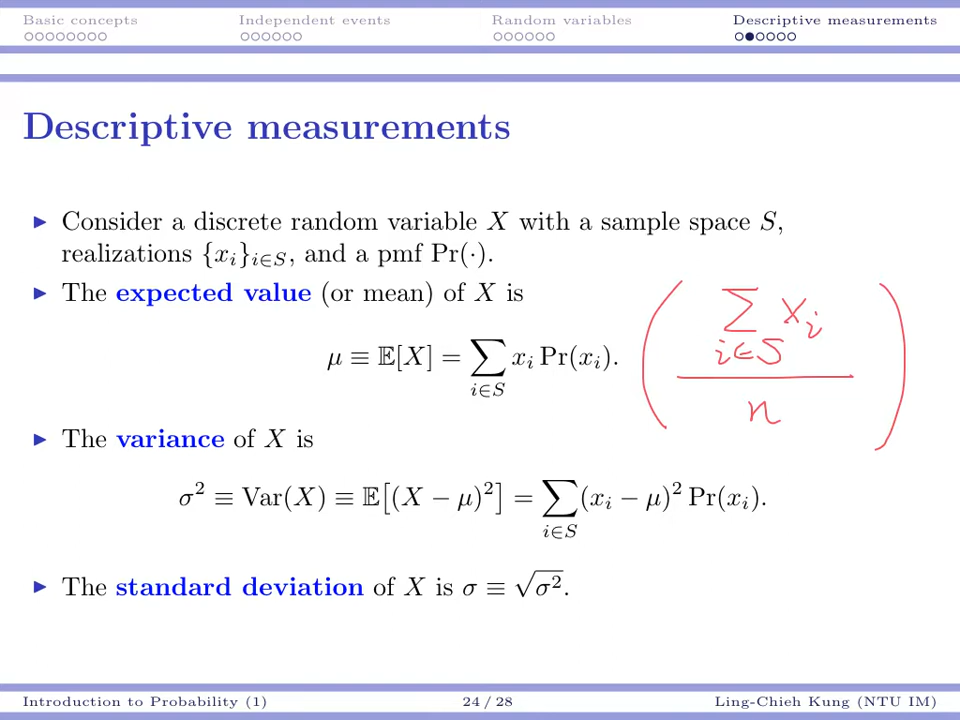 Basic concepts Independent events Random variables Descriptive measurements
Descriptive measurements
▶ Consider a discrete random variable X with a sample space S,
realizations {x_i}_{i∈S}, and a pmf Pr(·).
▶ The expected value (or mean) of X is
μ ≡ 𝔼[X] = ∑_{i∈S} x_i Pr(x_i).
( ∑_{i∈S} x_i / n )
▶ The variance of X is
σ² ≡ Var(X) ≡ 𝔼[(X − μ)²] = ∑_{i∈S} (x_i − μ)² Pr(x_i).
▶ The standard deviation of X is σ ≡ √σ².
Introduction to Probability (1) 24 / 28 Ling-Chieh Kung (NTU IM)